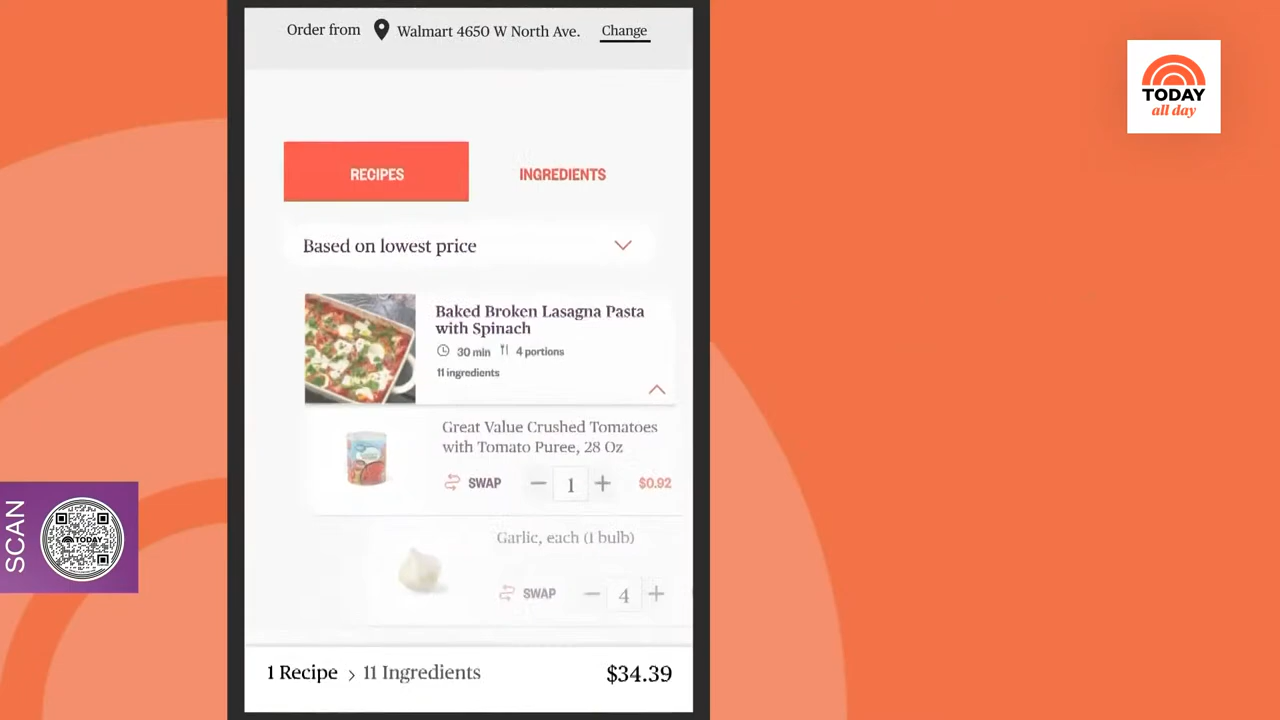 Order from Walmart 4650 W North Ave. Change
TODAY
all day
RECIPES INGREDIENTS
Based on lowest price
Baked Broken Lasagna Pasta
with Spinach
30 min 4 portions
11 ingredients
Great Value Crushed Tomatoes
with Tomato Puree, 28 Oz
SWAP − 1 + $0.92
Garlic, each (1 bulb)
SWAP − 4 +
SCAN
TODAY
1 Recipe > 11 Ingredients $34.39